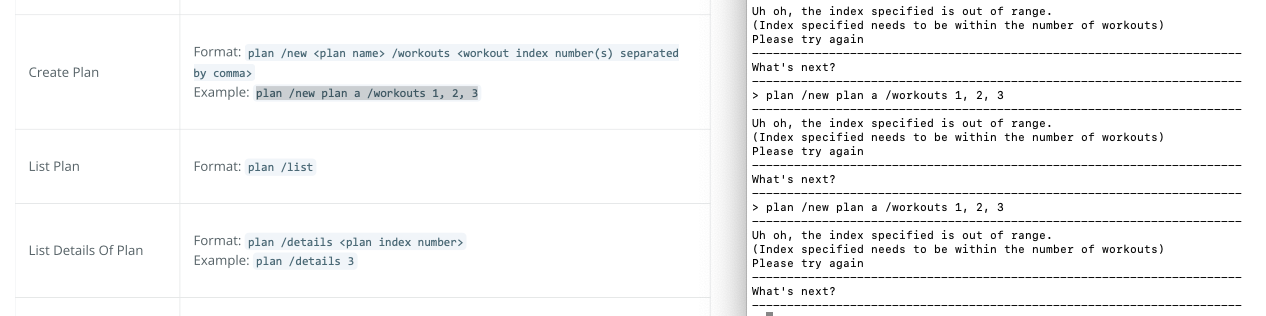 Create Plan
Format: plan /new <plan name> /workouts <workout index number(s) separated
by comma>
Example: plan /new plan a /workouts 1, 2, 3
List Plan
Format: plan /list
List Details Of Plan
Format: plan /details <plan index number>
Example: plan /details 3
Uh oh, the index specified is out of range.
(Index specified needs to be within the number of workouts)
Please try again
What's next?
> plan /new plan a /workouts 1, 2, 3
Uh oh, the index specified is out of range.
(Index specified needs to be within the number of workouts)
Please try again
What's next?
> plan /new plan a /workouts 1, 2, 3
Uh oh, the index specified is out of range.
(Index specified needs to be within the number of workouts)
Please try again
What's next?